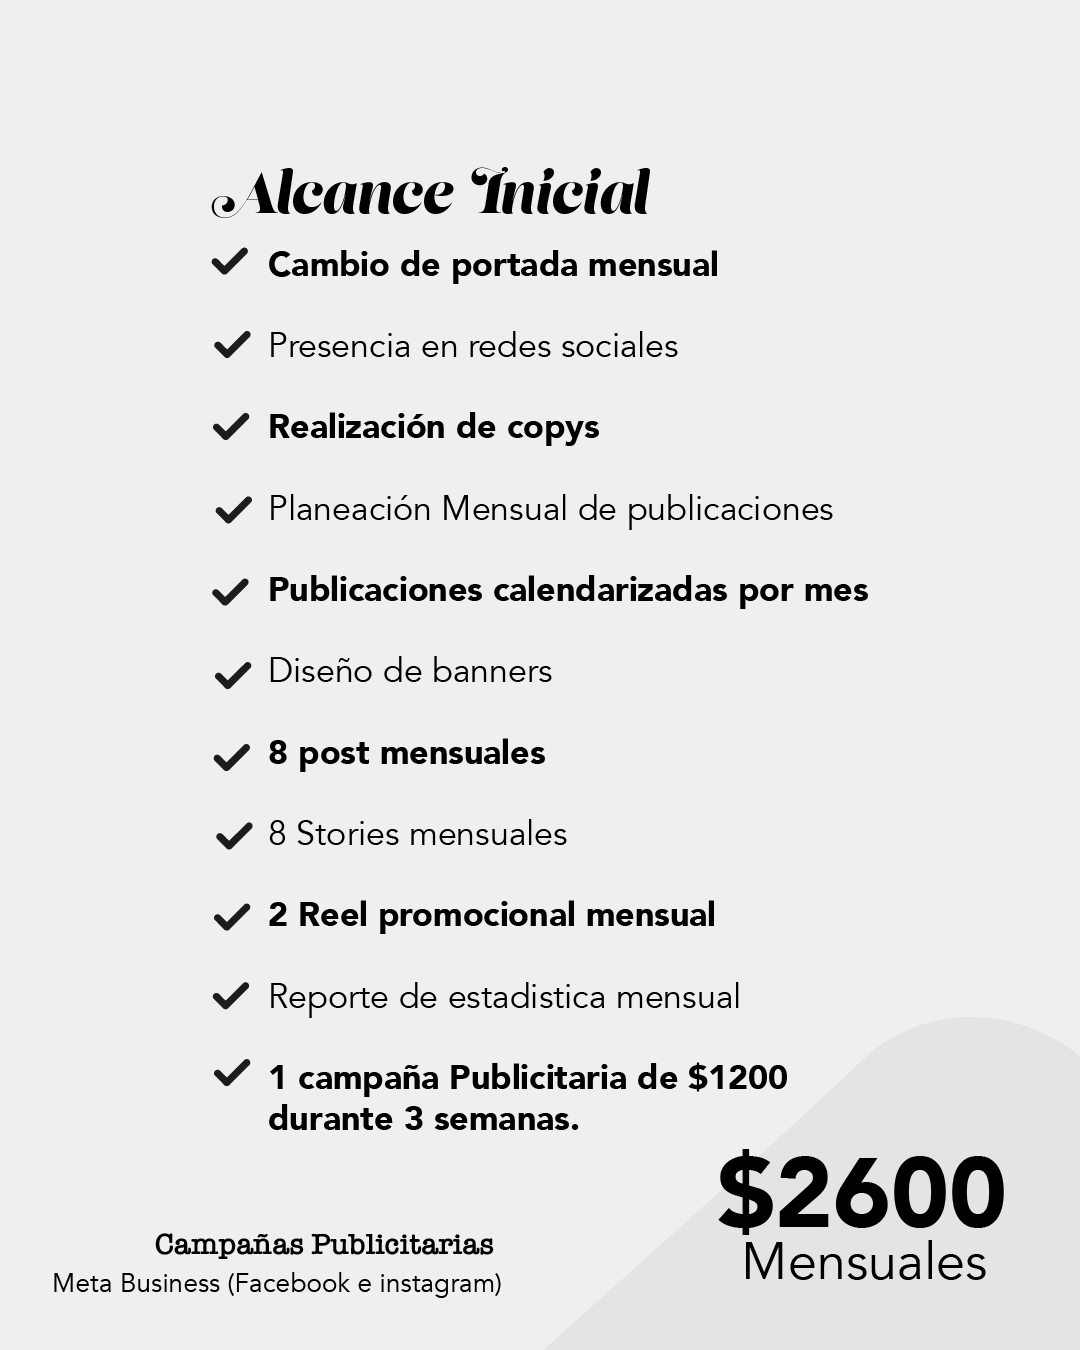 Alcance Inicial
Cambio de portada mensual
Presencia en redes sociales
Realización de copys
Planeación Mensual de publicaciones
Publicaciones calendarizadas por mes
Diseño de banners
8 post mensuales
8 Stories mensuales
2 Reel promocional mensual
Reporte de estadistica mensual
1 campaña Publicitaria de $1200
durante 3 semanas.
$2600
Mensuales
Campañas Publicitarias
Meta Business (Facebook e instagram)